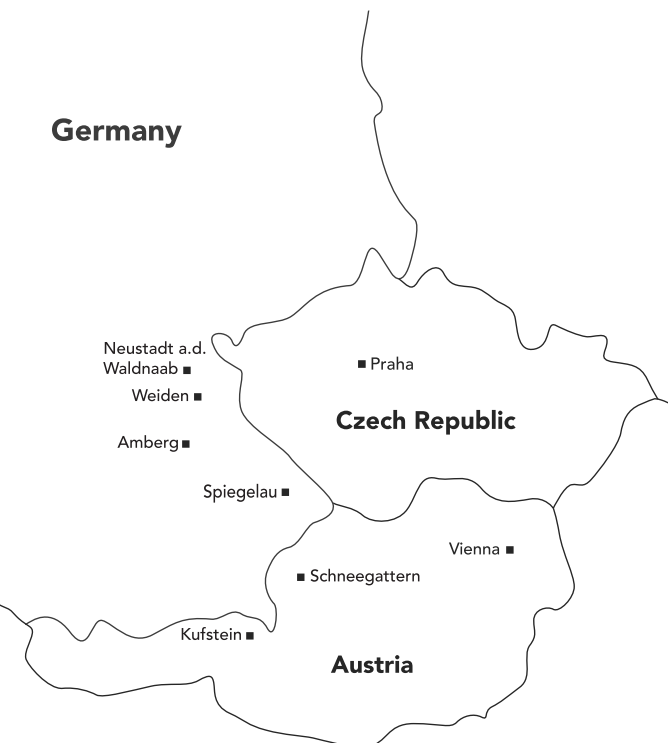 Germany
Neustadt a.d.
Waldnaab
Praha
Weiden
Czech Republic
Amberg
Spiegelau
Vienna
Schneegattern
Kufstein
Austria